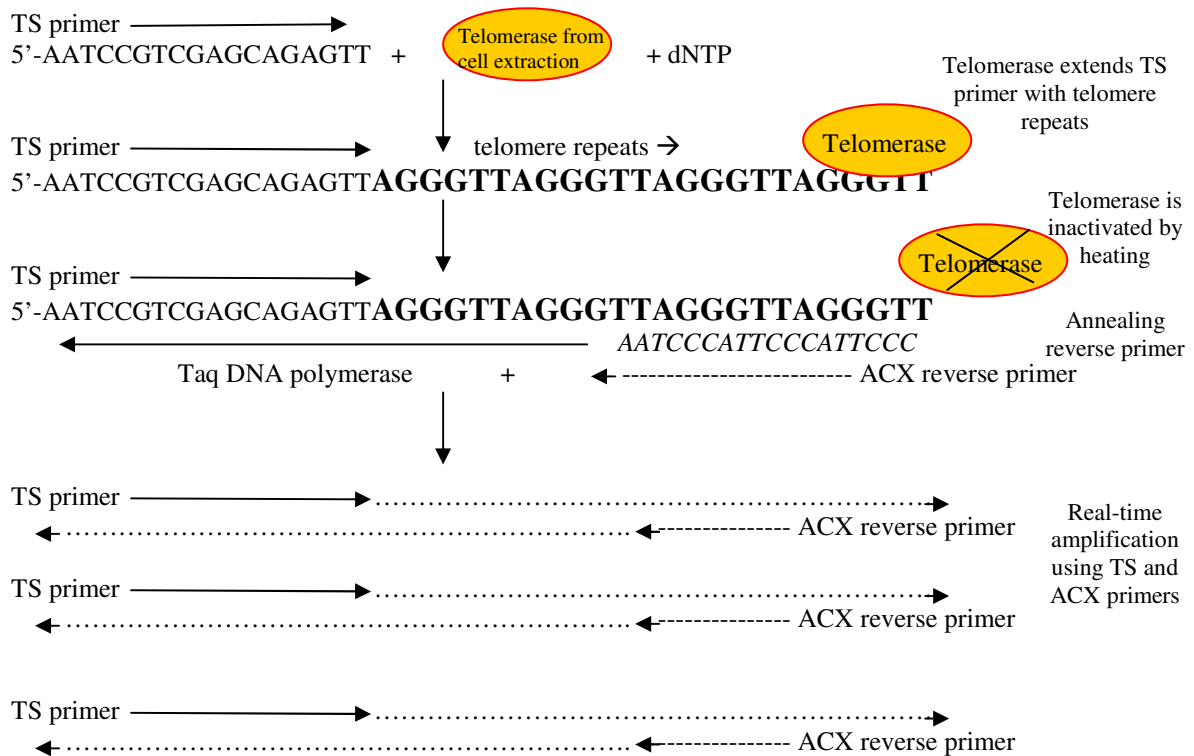 TS primer
5’-AATCCGTCGAGCAGAGTT + Telomerase from cell extraction + dNTP
Telomerase extends TS
primer with telomere
repeats
TS primer
telomere repeats →
Telomerase
5’-AATCCGTCGAGCAGAGTTAGGGTTAGGGTTAGGGTTAGGGTT
Telomerase is
inactivated by
heating
TS primer
Telomerase
5’-AATCCGTCGAGCAGAGTTAGGGTTAGGGTTAGGGTTAGGGTT
AATCCCATTCCCATTCCC
Annealing
reverse primer
Taq DNA polymerase + ACX reverse primer
TS primer
ACX reverse primer
Real-time
amplification
using TS and
ACX primers
TS primer
ACX reverse primer
TS primer
ACX reverse primer